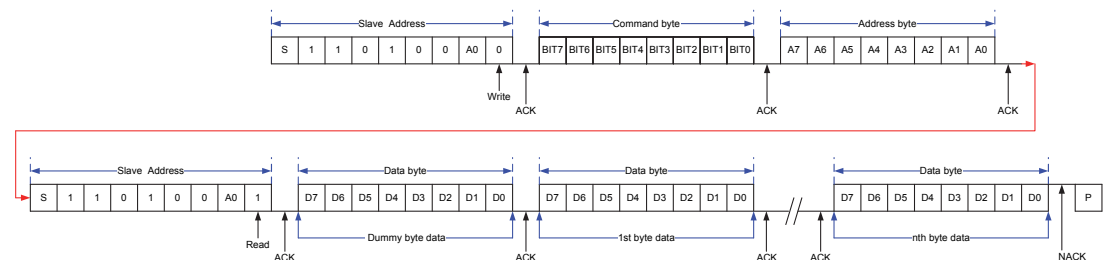 Slave Address Command byte Address byte
S 1 1 0 1 0 0 A0 0 BIT7 BIT6 BIT5 BIT4 BIT3 BIT2 BIT1 BIT0 A7 A6 A5 A4 A3 A2 A1 A0
Write ACK ACK ACK
Slave Address Data byte Data byte Data byte
S 1 1 0 1 0 0 A0 1 D7 D6 D5 D4 D3 D2 D1 D0 D7 D6 D5 D4 D3 D2 D1 D0 // D7 D6 D5 D4 D3 D2 D1 D0 P
Read Dummy byte data 1st byte data nth byte data
ACK ACK ACK ACK NACK